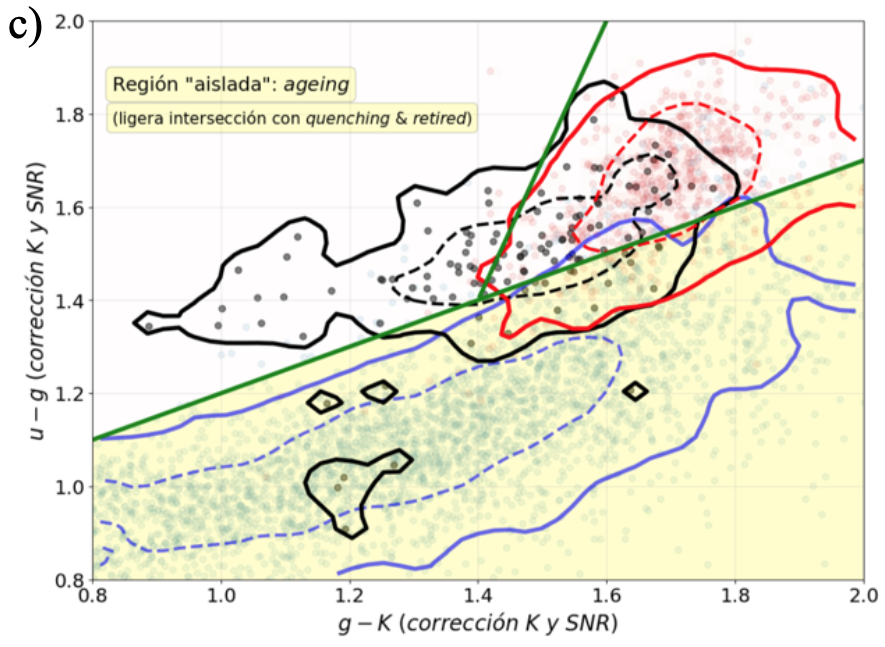 c)
2.0
1.8
1.6
1.4
1.2
1.0
0.8
u − g (corrección K y SNR)
Región "aislada": ageing
(ligera intersección con quenching & retired)
0.8 1.0 1.2 1.4 1.6 1.8 2.0
g − K (corrección K y SNR)